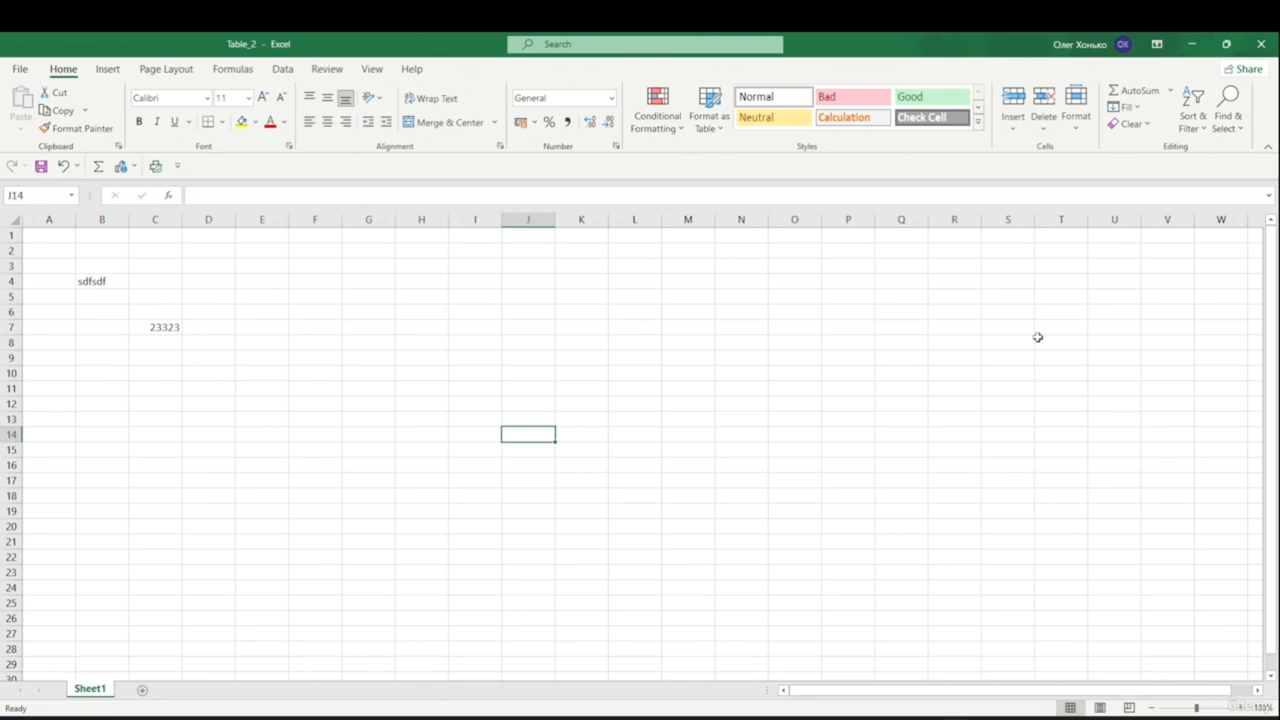 Table_2 - Excel
Search
Олег Хонько
OX
File Home Insert Page Layout Formulas Data Review View Help
Share
Paste
Cut
Copy
Format Painter
Clipboard
Calibri 11
B I U
A
Font
Wrap Text
Merge & Center
Alignment
General
%
Number
Conditional Formatting
Format as Table
Normal Bad Good
Neutral Calculation Check Cell
Styles
Insert Delete Format
Cells
AutoSum
Fill
Clear
Sort & Filter
Find & Select
Editing
J14
fx
A B C D E F G H I J K L M N O P Q R S T U V W
1
2
3
4 sdfsdf
5
6
7 23323
8
9
10
11
12
13
14
15
16
17
18
19
20
21
22
23
24
25
26
27
28
29
30
Sheet1
Ready